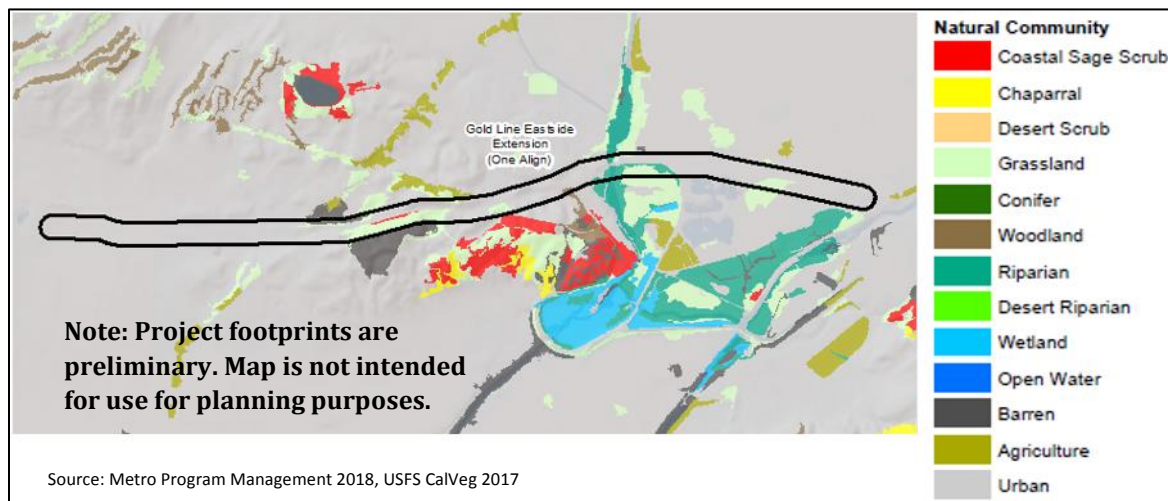 Natural Community
Coastal Sage Scrub
Chaparral
Desert Scrub
Grassland
Conifer
Woodland
Riparian
Desert Riparian
Wetland
Open Water
Barren
Agriculture
Urban
Gold Line Eastside
Extension
(One Align)
Note: Project footprints are
preliminary. Map is not intended
for use for planning purposes.
Source: Metro Program Management 2018, USFS CalVeg 2017